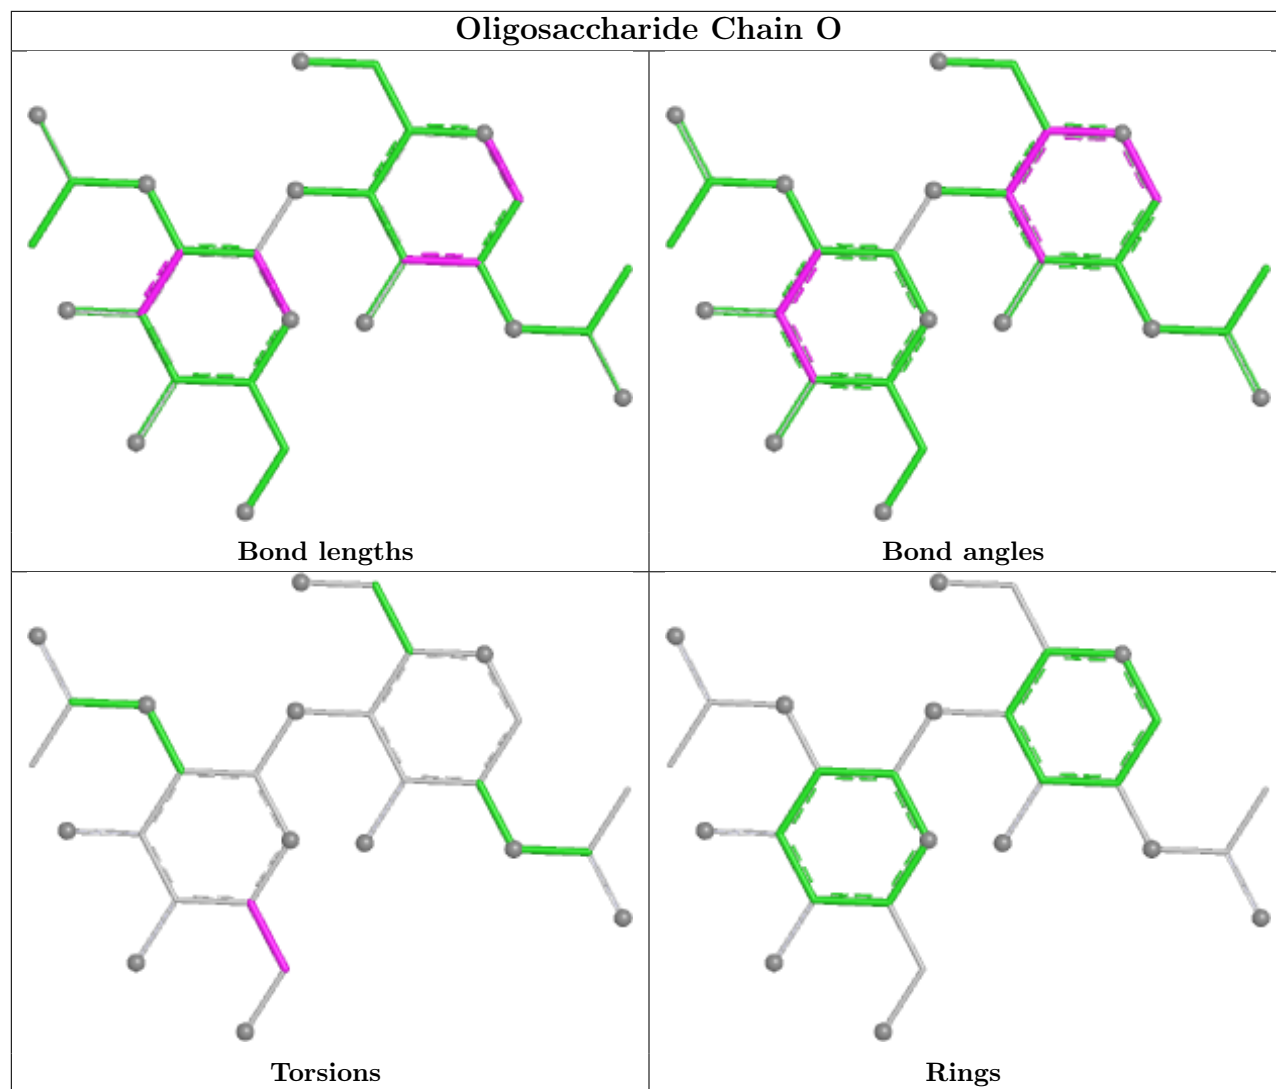 Oligosaccharide Chain O
Bond lengths
Bond angles
Torsions
Rings